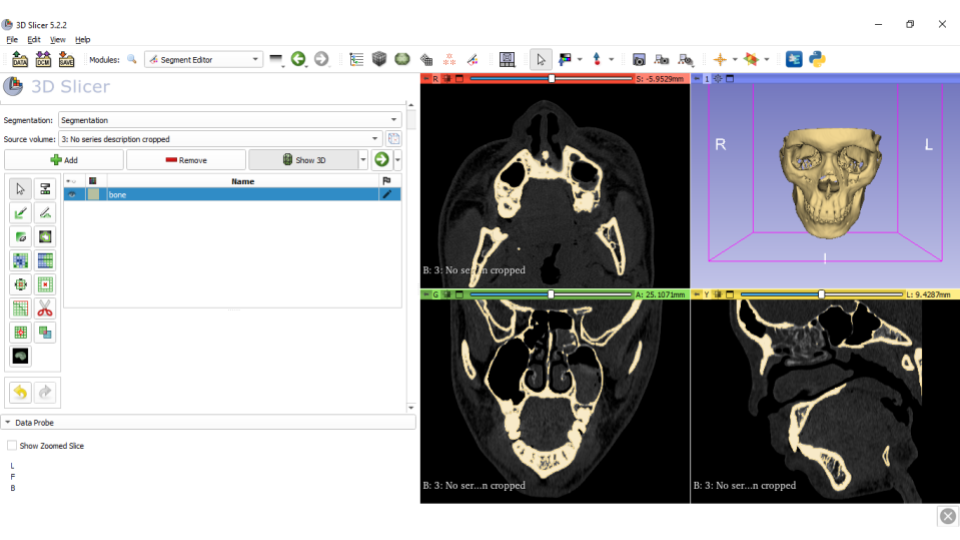 3D Slicer 5.2.2
File Edit View Help
DATA DCM SAVE Modules: Segment Editor
3D Slicer
Segmentation: Segmentation
Source volume: 3: No series description cropped
Add Remove Show 3D
Name
bone
Data Probe
Show Zoomed Slice
L
F
B
R S: -5.9529mm
B: 3: No ser...n cropped
1
R L
I
G A: 25.1071mm
B: 3: No ser...n cropped
Y L: 9.4287mm
B: 3: No ser...n cropped